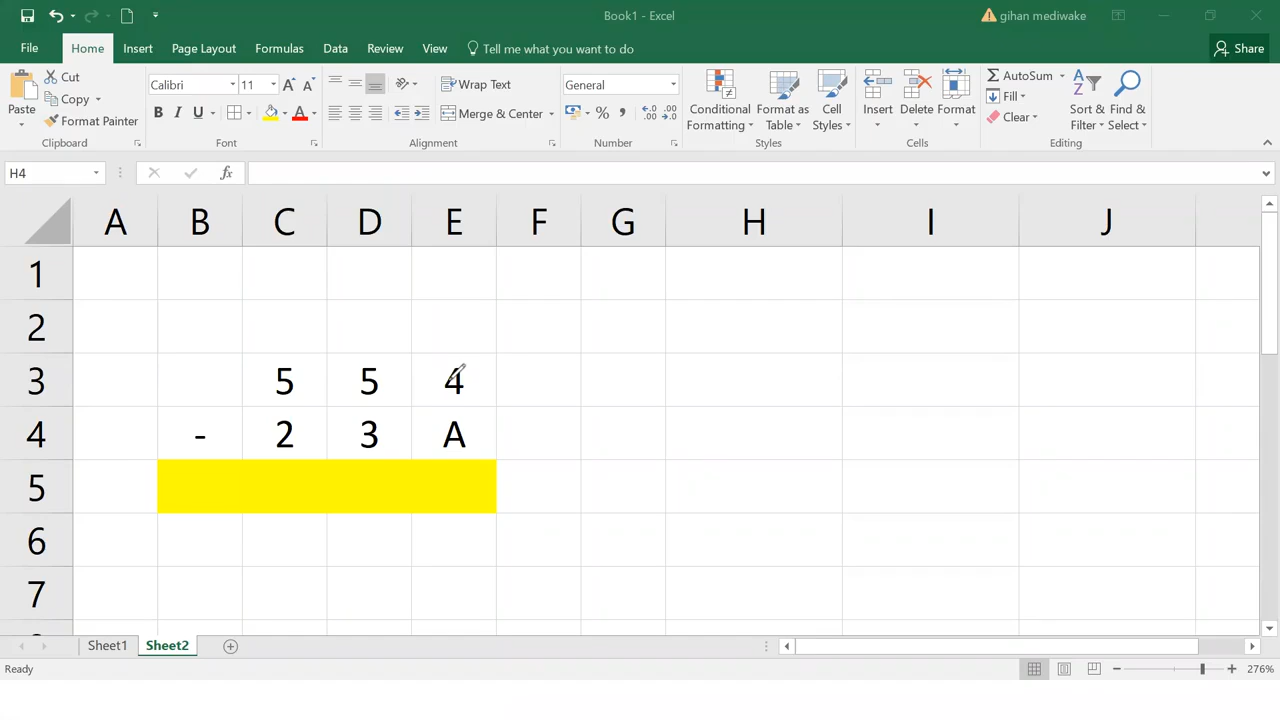 Book1 - Excel
gihan mediwake
File Home Insert Page Layout Formulas Data Review View Tell me what you want to do Share
Paste
Cut
Copy
Format Painter
Clipboard
Calibri 11
B I U
Font
Wrap Text
Merge & Center
Alignment
General
Number
Conditional Formatting
Format as Table
Cell Styles
Styles
Insert
Delete
Format
Cells
AutoSum
Fill
Clear
Sort & Filter
Find & Select
Editing
H4
fx
A B C D E F G H I J
1
2
3 5 5 4
4 - 2 3 A
5
6
7
Sheet1 Sheet2
Ready 276%